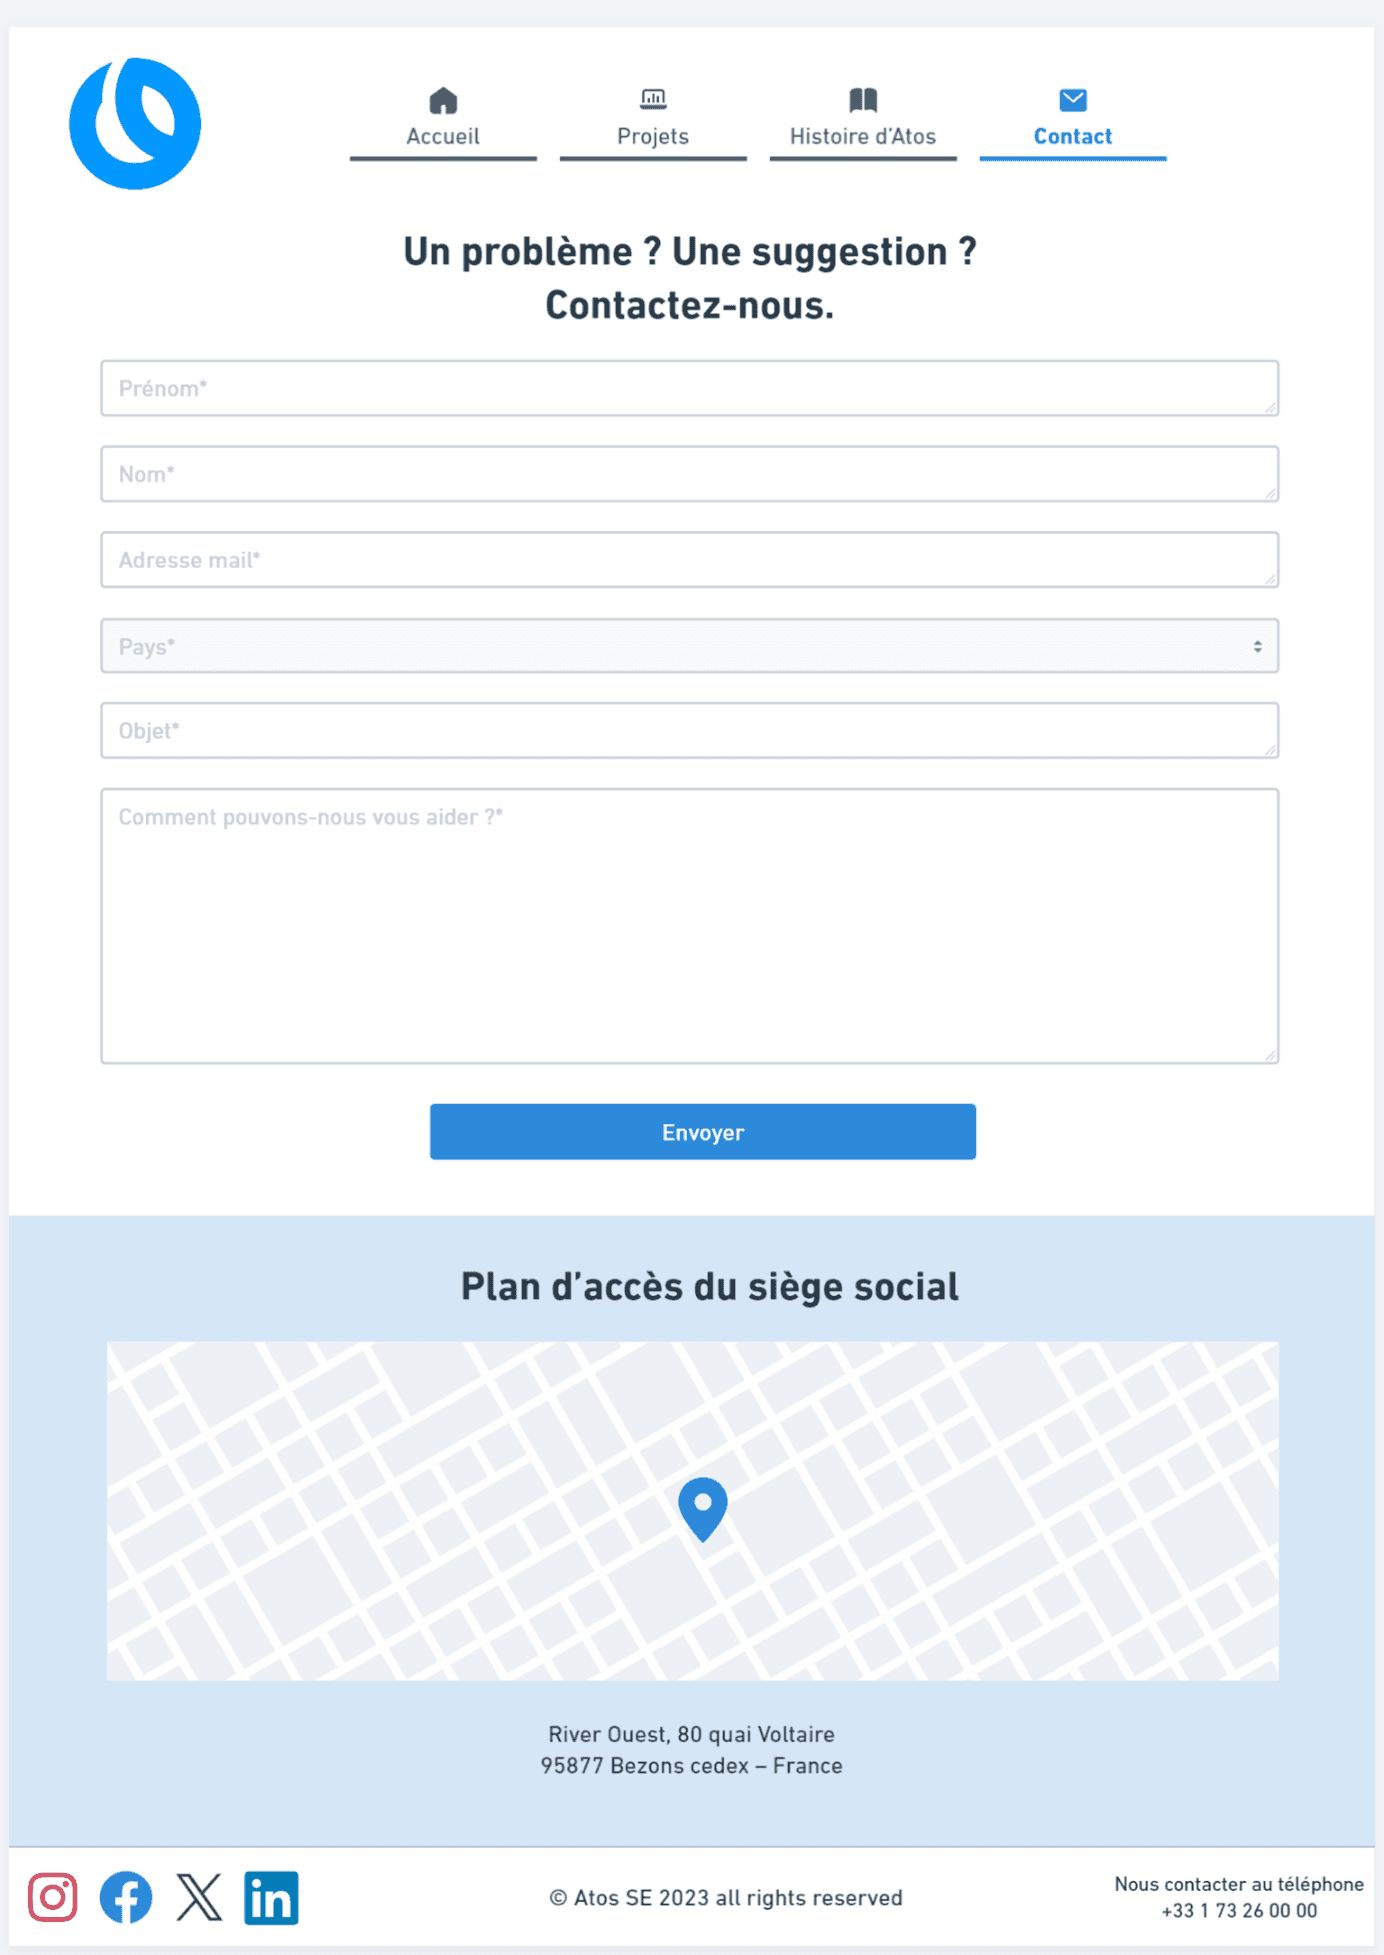 Accueil
Projets
Histoire d’Atos
Contact
Un problème ? Une suggestion ?
Contactez-nous.
Prénom*
Nom*
Adresse mail*
Pays*
Objet*
Comment pouvons-nous vous aider ?*
Envoyer
Plan d’accès du siège social
River Ouest, 80 quai Voltaire
95877 Bezons cedex – France
in
© Atos SE 2023 all rights reserved
Nous contacter au téléphone
+33 1 73 26 00 00